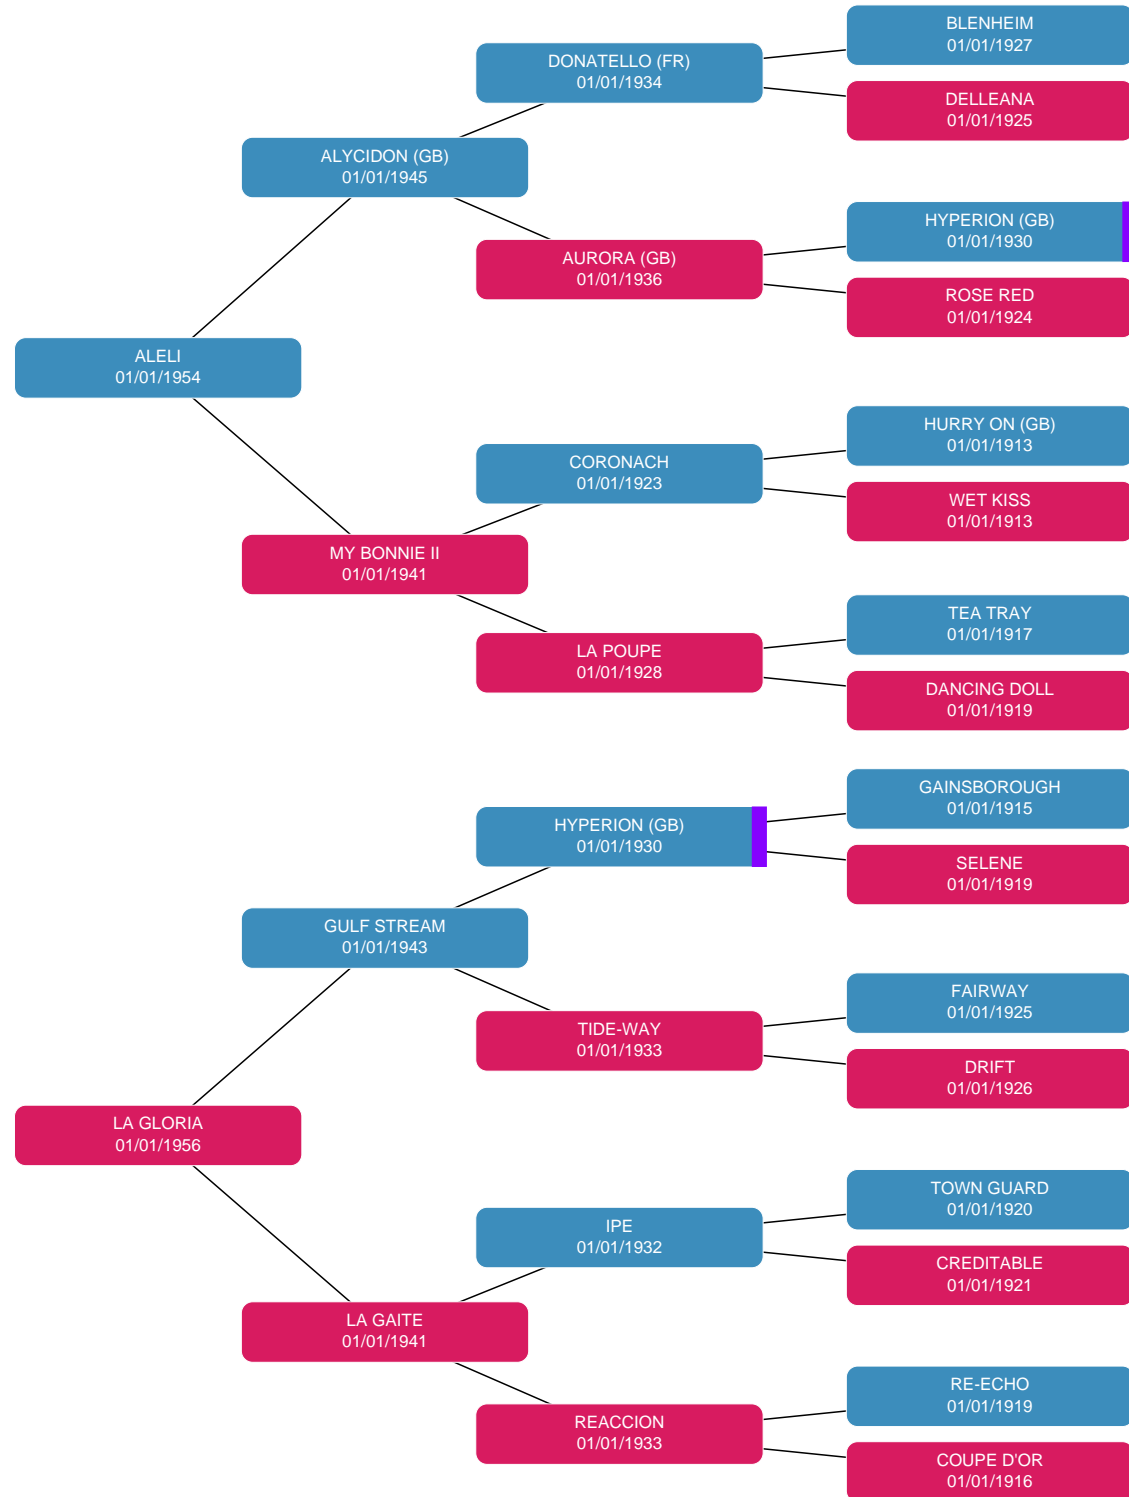 BLENHEIM
01/01/1927
DONATELLO (FR)
01/01/1934
DELLEANA
01/01/1925
ALYCIDON (GB)
01/01/1945
HYPERION (GB)
01/01/1930
AURORA (GB)
01/01/1936
ROSE RED
01/01/1924
ALELI
01/01/1954
HURRY ON (GB)
01/01/1913
CORONACH
01/01/1923
WET KISS
01/01/1913
MY BONNIE II
01/01/1941
TEA TRAY
01/01/1917
LA POUPE
01/01/1928
DANCING DOLL
01/01/1919
GAINSBOROUGH
01/01/1915
HYPERION (GB)
01/01/1930
SELENE
01/01/1919
GULF STREAM
01/01/1943
FAIRWAY
01/01/1925
TIDE-WAY
01/01/1933
DRIFT
01/01/1926
LA GLORIA
01/01/1956
TOWN GUARD
01/01/1920
IPE
01/01/1932
CREDITABLE
01/01/1921
LA GAITE
01/01/1941
RE-ECHO
01/01/1919
REACCION
01/01/1933
COUPE D'OR
01/01/1916